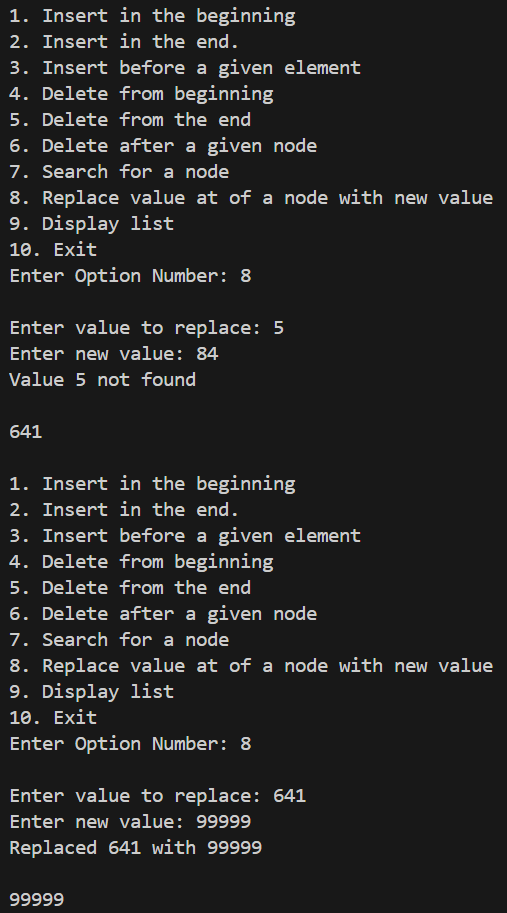 1. Insert in the beginning
2. Insert in the end.
3. Insert before a given element
4. Delete from beginning
5. Delete from the end
6. Delete after a given node
7. Search for a node
8. Replace value at of a node with new value
9. Display list
10. Exit
Enter Option Number: 8
Enter value to replace: 5
Enter new value: 84
Value 5 not found
641
1. Insert in the beginning
2. Insert in the end.
3. Insert before a given element
4. Delete from beginning
5. Delete from the end
6. Delete after a given node
7. Search for a node
8. Replace value at of a node with new value
9. Display list
10. Exit
Enter Option Number: 8
Enter value to replace: 641
Enter new value: 99999
Replaced 641 with 99999
99999